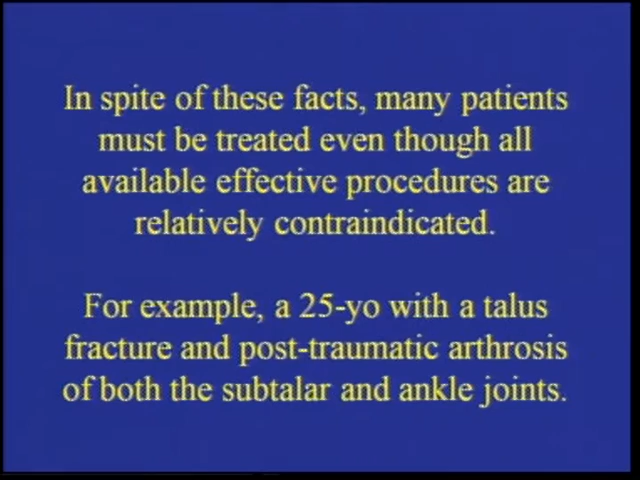 In spite of these facts, many patients
must be treated even though all
available effective procedures are
relatively contraindicated.
For example, a 25-yo with a talus
fracture and post-traumatic arthrosis
of both the subtalar and ankle joints.